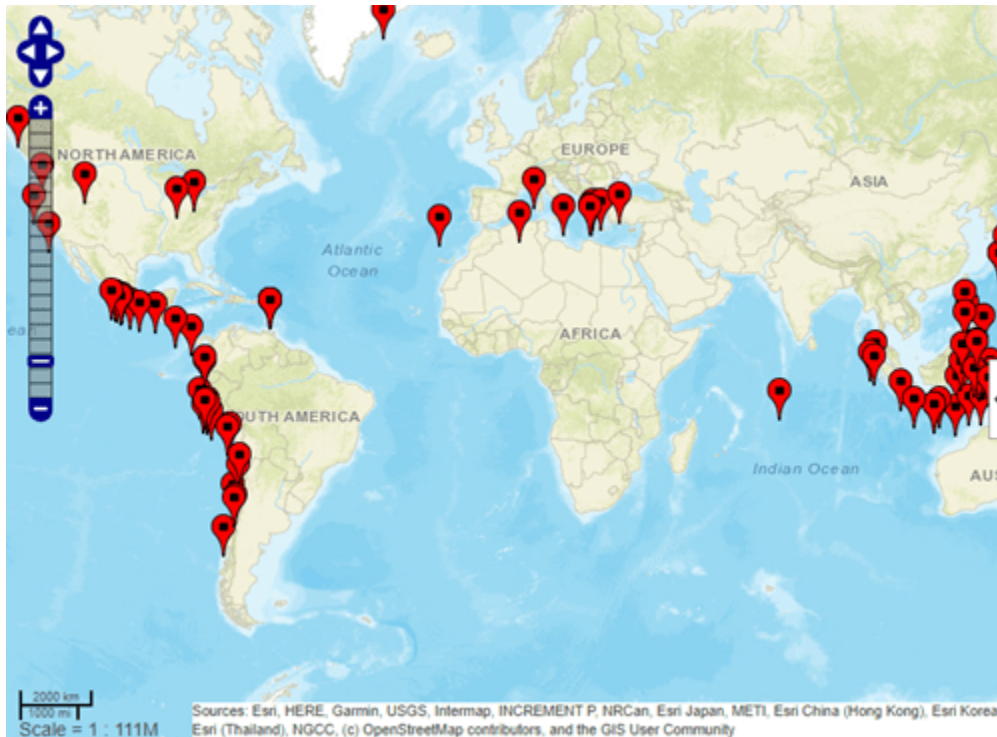 NORTH AMERICA
EUROPE
ASIA
Atlantic
Ocean
ean
AFRICA
OUTH AMERICA
Indian Ocean
AUS
2000 km
1000 mi
Scale = 1 : 111M
Sources: Esri, HERE, Garmin, USGS, Intermap, INCREMENT P, NRCan, Esri Japan, METI, Esri China (Hong Kong), Esri Korea
Esri (Thailand), NGCC, (c) OpenStreetMap contributors, and the GIS User Community